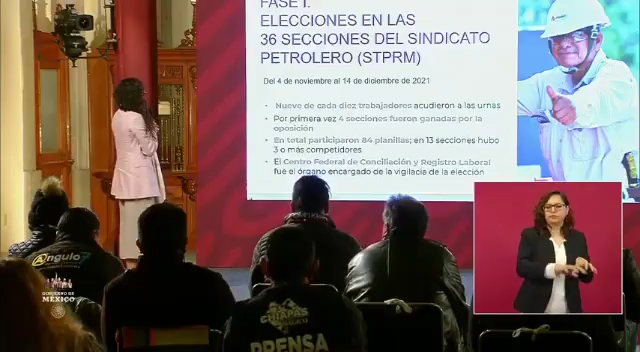 FASE I.
ELECCIONES EN LAS
36 SECCIONES DEL SINDICATO
PETROLERO (STPRM)
Del 4 de noviembre al 14 de diciembre de 2021
Nueve de cada diez trabajadores acudieron a las urnas
Por primera vez 4 secciones fueron ganadas por la
oposición
En total participaron 84 planillas; en 13 secciones hubo
3 o más competidores
El Centro Federal de Conciliación y Registro Laboral
fue el órgano encargado de la vigilacia de la elección
@ngulo7
GOBIERNO DE
MÉXICO
CHIAPAS
PRENSA